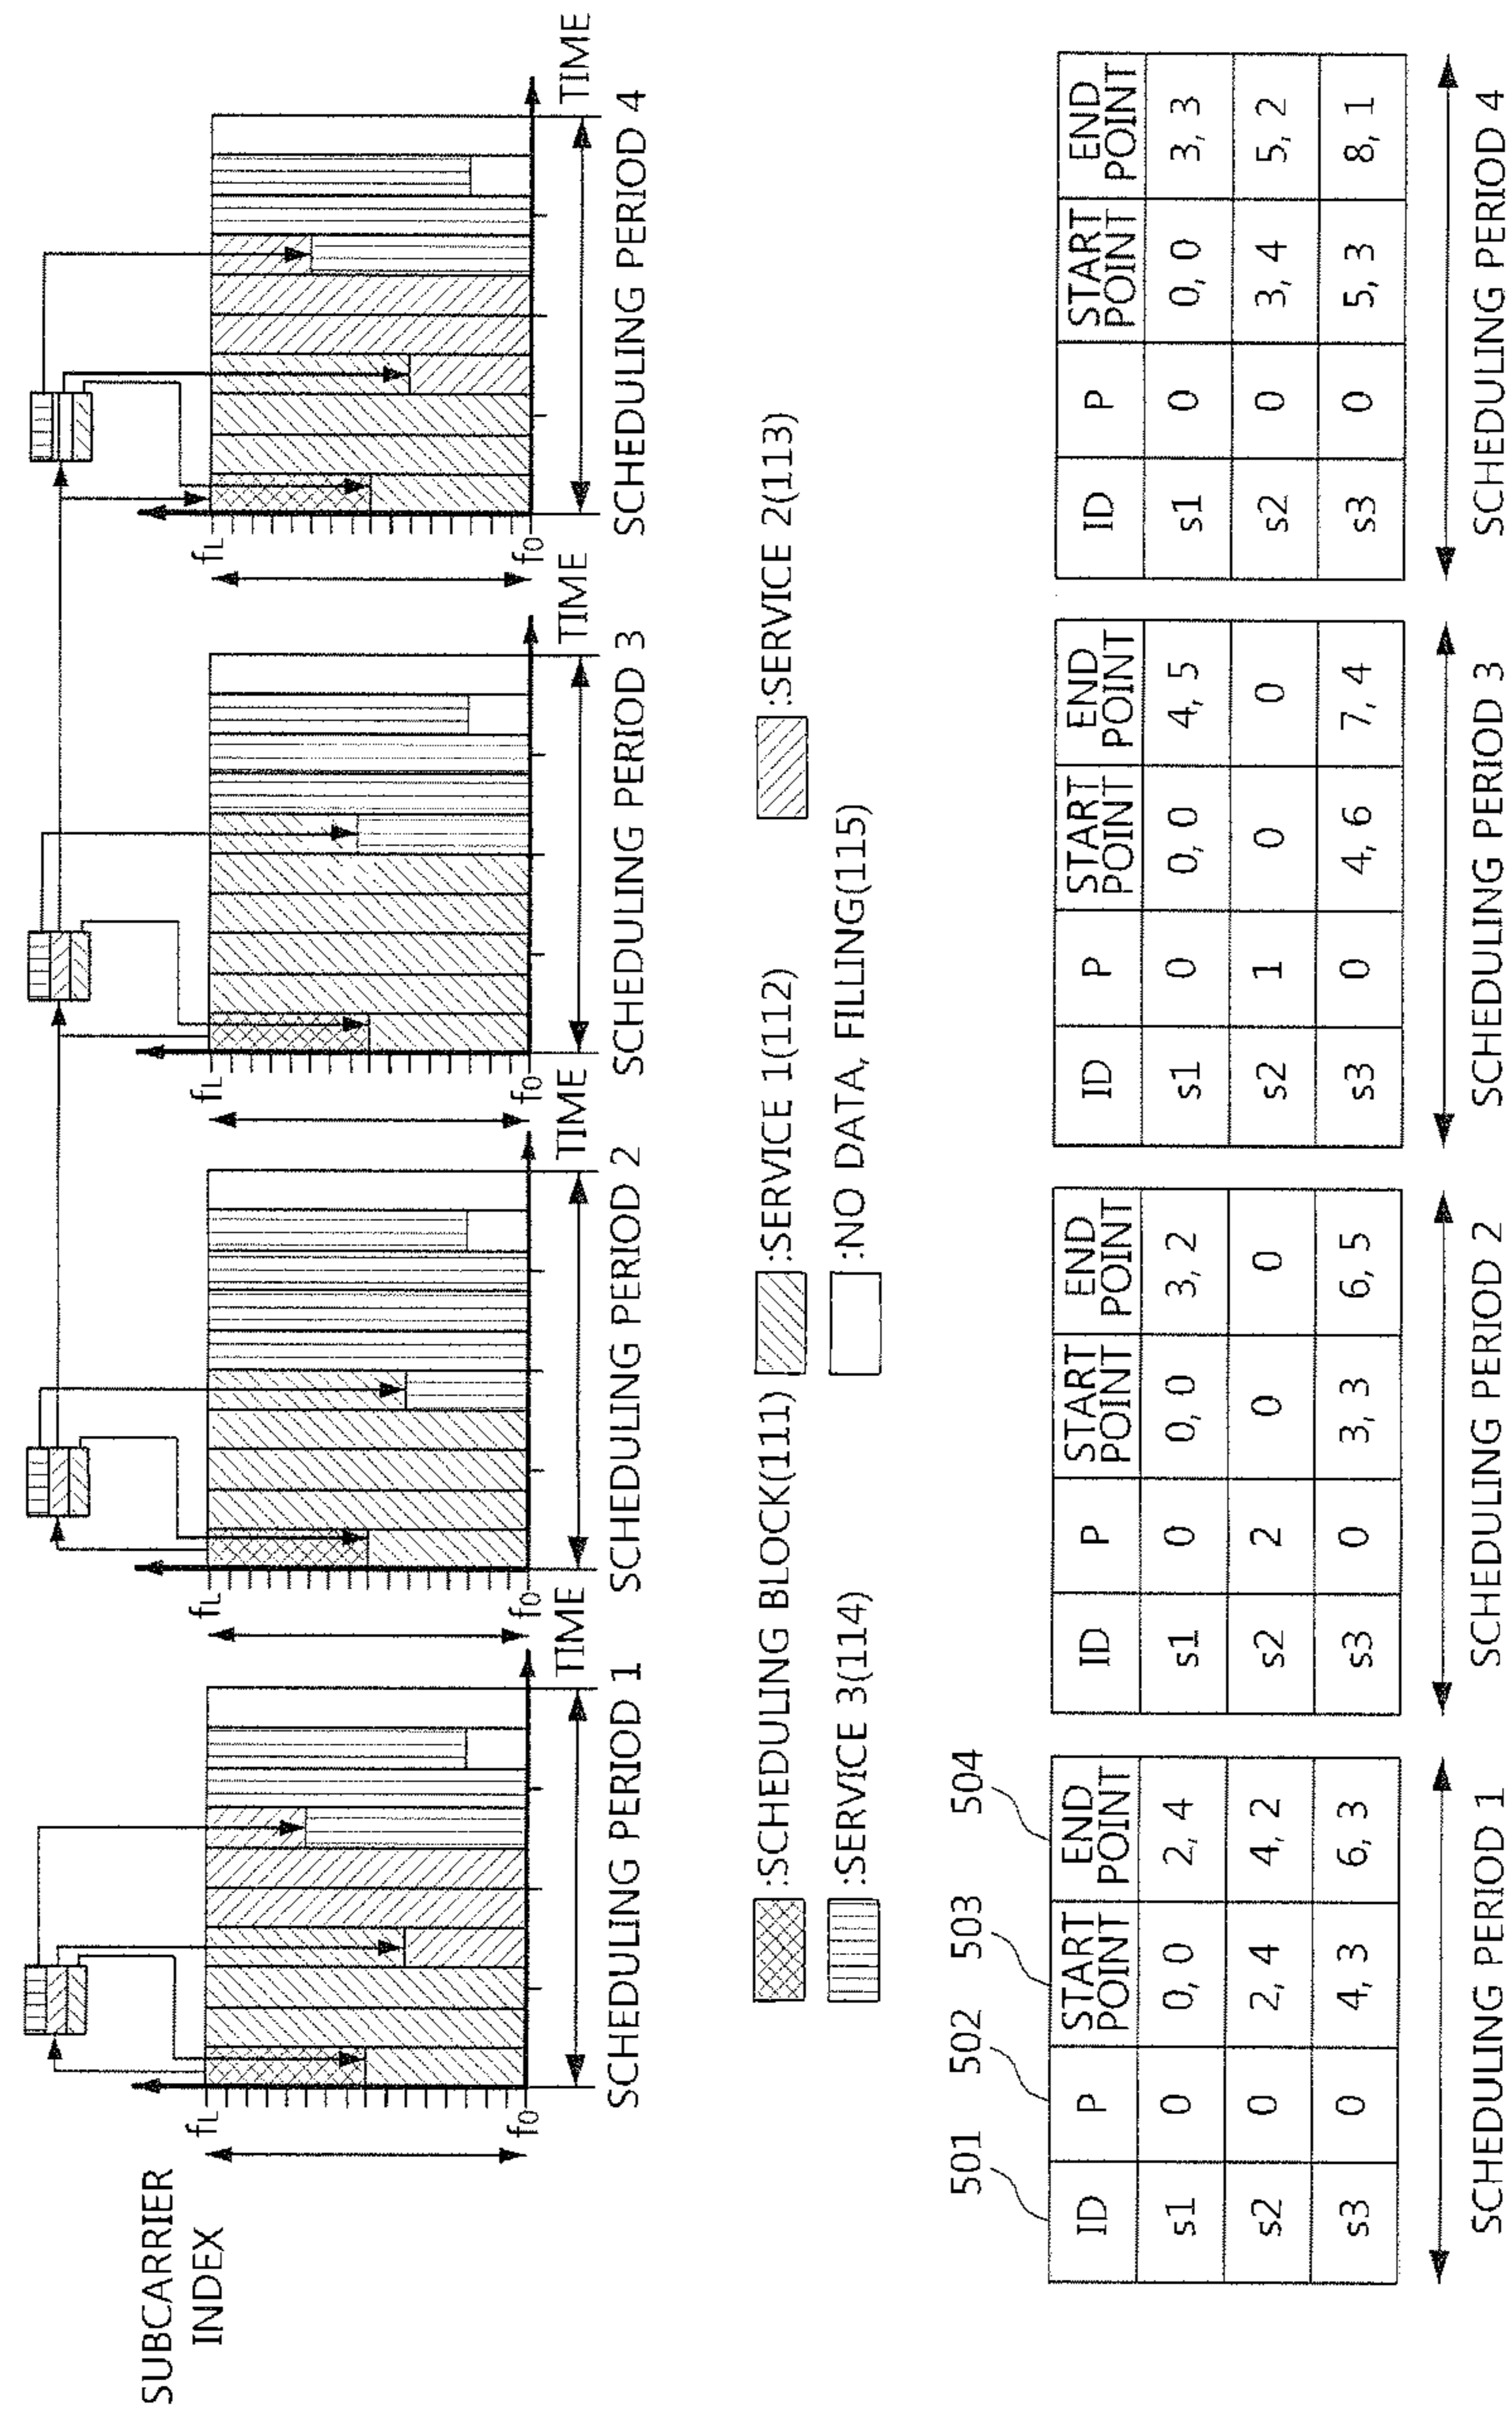 SUBCARRIER
INDEX
fL
f0
TIME
SCHEDULING PERIOD 1
fL
f0
TIME
SCHEDULING PERIOD 2
fL
f0
TIME
SCHEDULING PERIOD 3
fL
f0
TIME
SCHEDULING PERIOD 4
:SCHEDULING BLOCK(111) :SERVICE 1(112) :SERVICE 2(113)
:SERVICE 3(114) :NO DATA, FILLING(115)
501 502 503 504
ID P START POINT END POINT
s1 0 0, 0 2, 4
s2 0 2, 4 4, 2
s3 0 4, 3 6, 3
SCHEDULING PERIOD 1
ID P START POINT END POINT
s1 0 0, 0 3, 2
s2 2 0 0
s3 0 3, 3 6, 5
SCHEDULING PERIOD 2
ID P START POINT END POINT
s1 0 0, 0 4, 5
s2 1 0 0
s3 0 4, 6 7, 4
SCHEDULING PERIOD 3
ID P START POINT END POINT
s1 0 0, 0 3, 3
s2 0 3, 4 5, 2
s3 0 5, 3 8, 1
SCHEDULING PERIOD 4